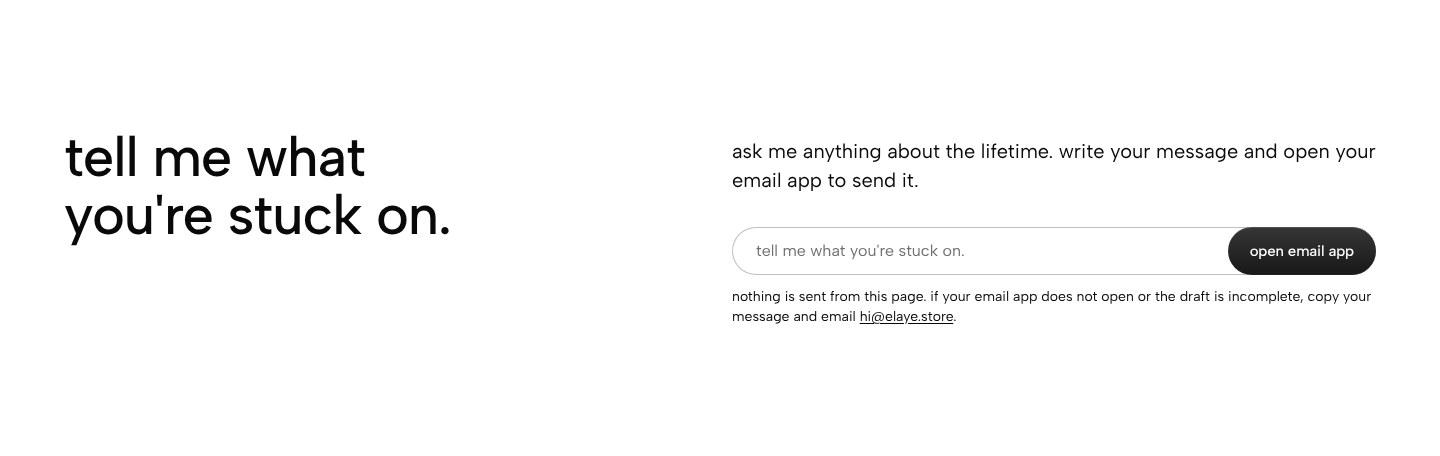 tell me what
you're stuck on.
ask me anything about the lifetime. write your message and open your
email app to send it.
tell me what you're stuck on.
open email app
nothing is sent from this page. if your email app does not open or the draft is incomplete, copy your
message and email hi@elaye.store.